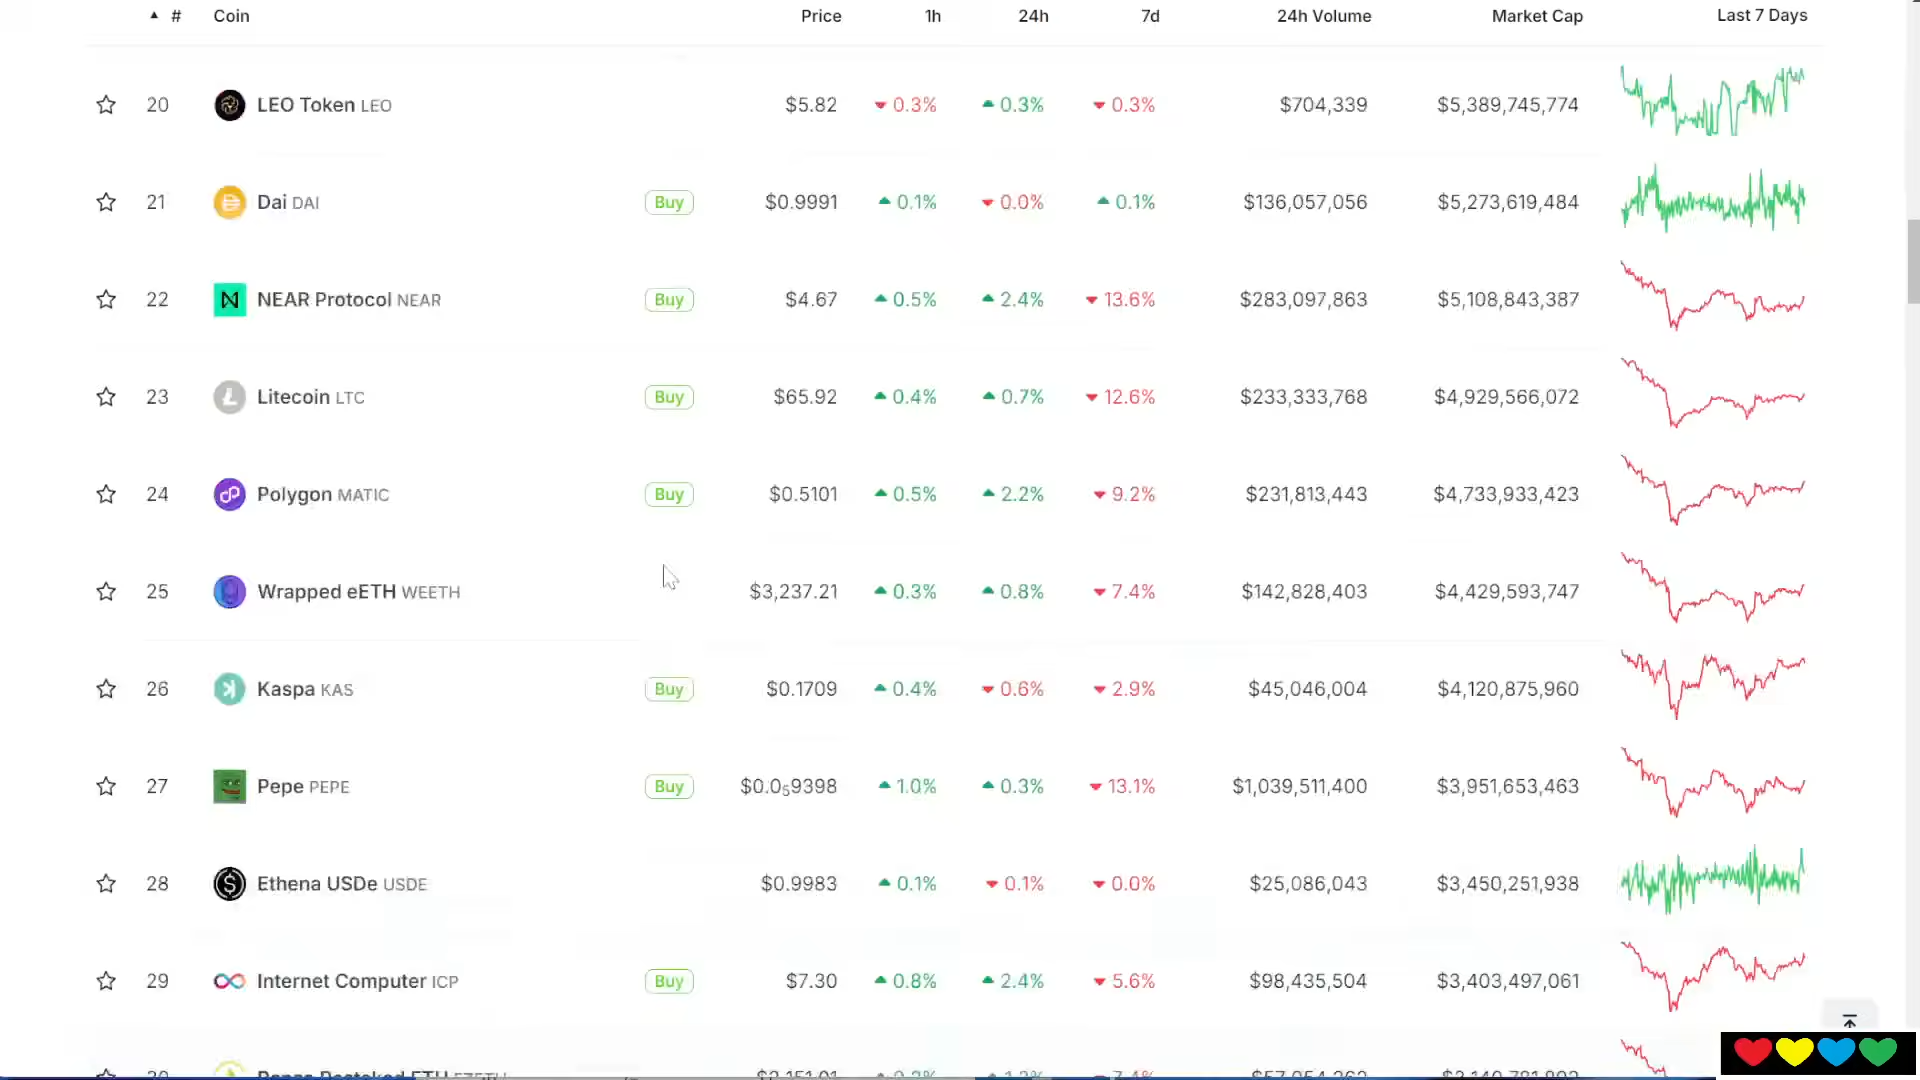 # Coin Price 1h 24h 7d 24h Volume Market Cap Last 7 Days
20 LEO Token LEO $5.82 0.3% 0.3% 0.3% $704,339 $5,389,745,774
21 Dai DAI Buy $0.9991 0.1% 0.0% 0.1% $136,057,056 $5,273,619,484
22 NEAR Protocol NEAR Buy $4.67 0.5% 2.4% 13.6% $283,097,863 $5,108,843,387
23 Litecoin LTC Buy $65.92 0.4% 0.7% 12.6% $233,333,768 $4,929,566,072
24 Polygon MATIC Buy $0.5101 0.5% 2.2% 9.2% $231,813,443 $4,733,933,423
25 Wrapped eETH WEETH $3,237.21 0.3% 0.8% 7.4% $142,828,403 $4,429,593,747
26 Kaspa KAS Buy $0.1709 0.4% 0.6% 2.9% $45,046,004 $4,120,875,960
27 Pepe PEPE Buy $0.0₅9398 1.0% 0.3% 13.1% $1,039,511,400 $3,951,653,463
28 Ethena USDe USDE $0.9983 0.1% 0.1% 0.0% $25,086,043 $3,450,251,938
29 Internet Computer ICP Buy $7.30 0.8% 2.4% 5.6% $98,435,504 $3,403,497,061